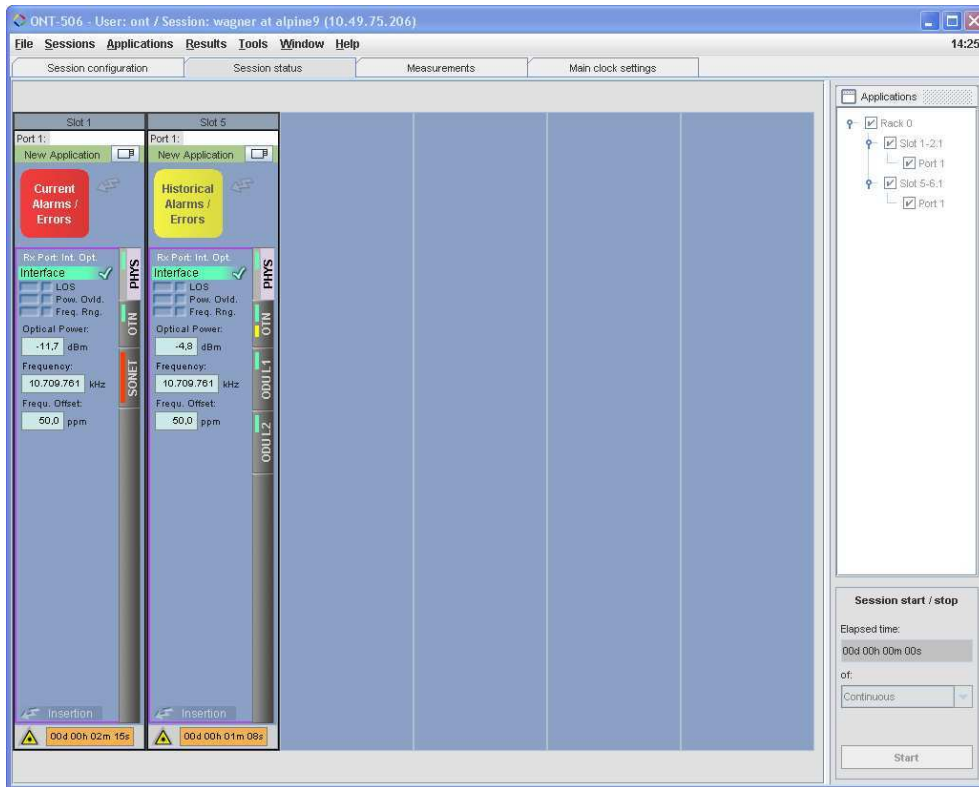 ONT-506 - User: ont / Session: wagner at alpine9 (10.49.75.206)
File Sessions Applications Results Tools Window Help 14:25
Session configuration Session status Measurements Main clock settings
Slot 1
Port 1:
New Application
Current
Alarms /
Errors
Rx Port: Int. Opt.
Interface
LOS
Pow. Ovld.
Freq. Rng.
Optical Power:
-11,7 dBm
Frequency:
10.709.761 kHz
Frequ. Offset:
50,0 ppm
PHYS
OTN
SONET
Insertion
00d 00h 02m 15s
Slot 5
Port 1:
New Application
Historical
Alarms /
Errors
Rx Port: Int. Opt.
Interface
LOS
Pow. Ovld.
Freq. Rng.
Optical Power:
-4,8 dBm
Frequency:
10.709.761 kHz
Frequ. Offset:
50,0 ppm
PHYS
OTN
ODU L1
ODU L2
Insertion
00d 00h 01m 08s
Applications
Rack 0
Slot 1-2.1
Port 1
Slot 5-6.1
Port 1
Session start / stop
Elapsed time:
00d 00h 00m 00s
of:
Continuous
Start